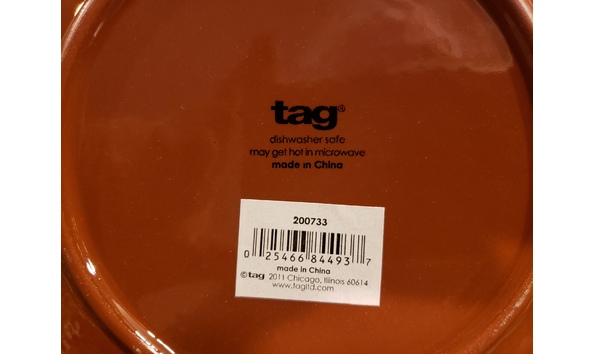 tag®
dishwasher safe
may get hot in microwave
made in China
200733
0 25466 84493 7
made in China
©tag 2011 Chicago, Illinois 60614
www.tagltd.com